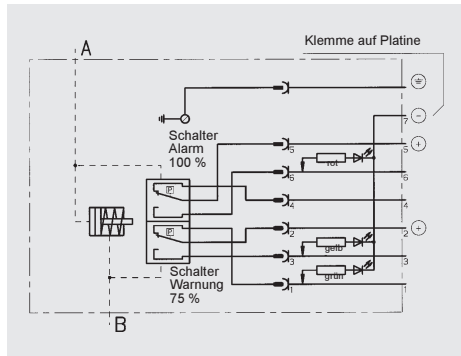 Klemme auf Platine
A
7
Schalter
Alarm
100 %
5
5
rot
6
6
P
4
4
P
2
2
gelb
3
3
Schalter
Warnung
75 %
grün
1
1
B